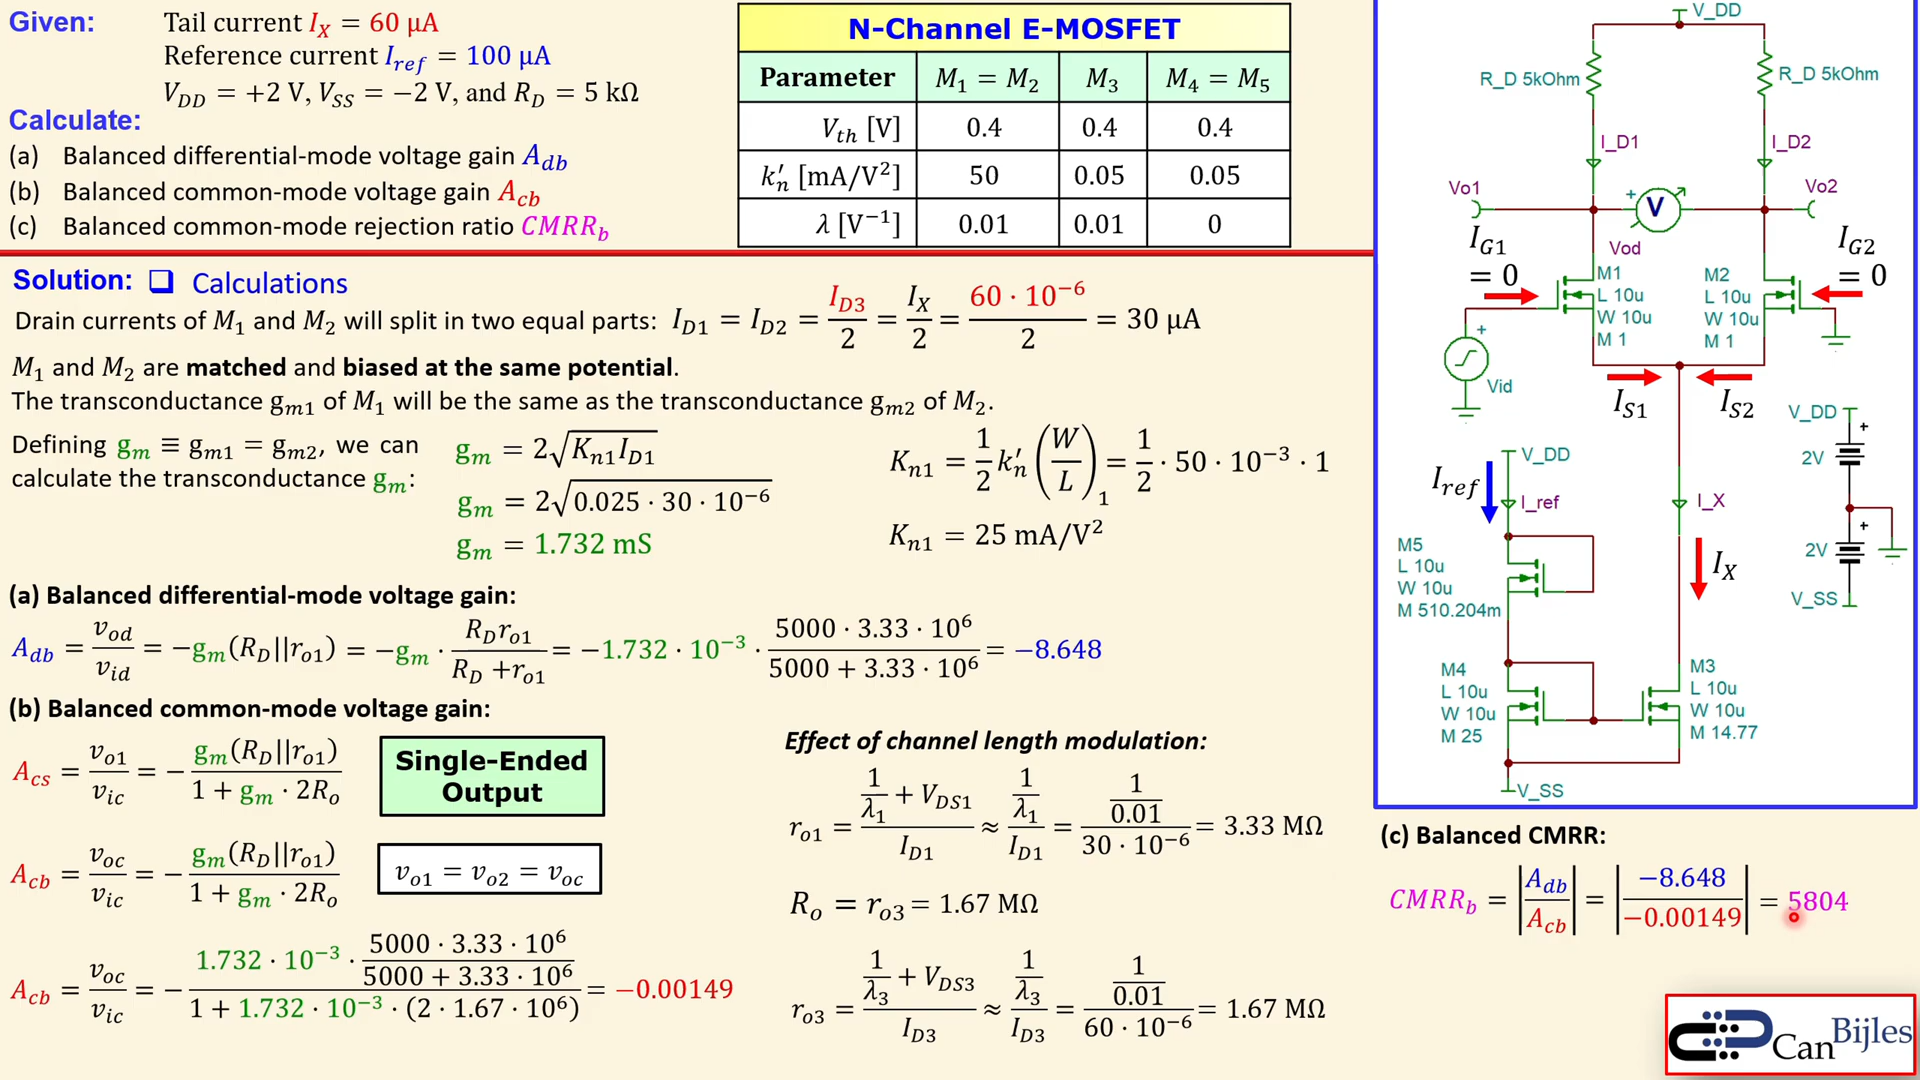 Given: Tail current I_X = 60 μA
Reference current I_ref = 100 μA
V_DD = +2 V, V_SS = −2 V, and R_D = 5 kΩ
Calculate:
(a) Balanced differential-mode voltage gain A_db
(b) Balanced common-mode voltage gain A_cb
(c) Balanced common-mode rejection ratio CMRR_b
N-Channel E-MOSFET
Parameter M₁ = M₂ M₃ M₄ = M₅
V_th [V] 0.4 0.4 0.4
k′_n [mA/V²] 50 0.05 0.05
λ [V⁻¹] 0.01 0.01 0
Solution: ❑ Calculations
Drain currents of M₁ and M₂ will split in two equal parts: I_D1 = I_D2 = I_D3/2 = I_X/2 = 60 · 10⁻⁶/2 = 30 μA
M₁ and M₂ are matched and biased at the same potential.
The transconductance g_m1 of M₁ will be the same as the transconductance g_m2 of M₂.
Defining g_m ≡ g_m1 = g_m2, we can
calculate the transconductance g_m:
g_m = 2√(K_n1 I_D1)
g_m = 2√(0.025 · 30 · 10⁻⁶)
g_m = 1.732 mS
K_n1 = 1/2 k′_n (W/L)₁ = 1/2 · 50 · 10⁻³ · 1
K_n1 = 25 mA/V²
(a) Balanced differential-mode voltage gain:
A_db = v_od/v_id = −g_m(R_D||r_o1) = −g_m · R_D r_o1/(R_D + r_o1) = −1.732 · 10⁻³ · (5000 · 3.33 · 10⁶)/(5000 + 3.33 · 10⁶) = −8.648
(b) Balanced common-mode voltage gain:
A_cs = v_o1/v_ic = − g_m(R_D||r_o1)/(1 + g_m · 2R_o)
Single-Ended
Output
A_cb = v_oc/v_ic = − g_m(R_D||r_o1)/(1 + g_m · 2R_o)
v_o1 = v_o2 = v_oc
A_cb = v_oc/v_ic = − (1.732 · 10⁻³ · (5000 · 3.33 · 10⁶)/(5000 + 3.33 · 10⁶))/(1 + 1.732 · 10⁻³ · (2 · 1.67 · 10⁶)) = −0.00149
Effect of channel length modulation:
r_o1 = (1/λ₁ + V_DS1)/I_D1 ≈ (1/λ₁)/I_D1 = (1/0.01)/(30 · 10⁻⁶) = 3.33 MΩ
R_o = r_o3 = 1.67 MΩ
r_o3 = (1/λ₃ + V_DS3)/I_D3 ≈ (1/λ₃)/I_D3 = (1/0.01)/(60 · 10⁻⁶) = 1.67 MΩ
V_DD
R_D 5kOhm
R_D 5kOhm
I_D1
I_D2
Vo1
Vo2
+
V
Vod
I_G1
= 0
I_G2
= 0
M1
L 10u
W 10u
M 1
M2
L 10u
W 10u
M 1
+
Vid
I_S1
I_S2
V_DD
+
2V
+
2V
V_SS
V_DD
I_ref
I_ref
I_X
I_X
M5
L 10u
W 10u
M 510.204m
M4
L 10u
W 10u
M 25
M3
L 10u
W 10u
M 14.77
V_SS
(c) Balanced CMRR:
CMRR_b = |A_db/A_cb| = |−8.648/−0.00149| = 5804
CanBijles